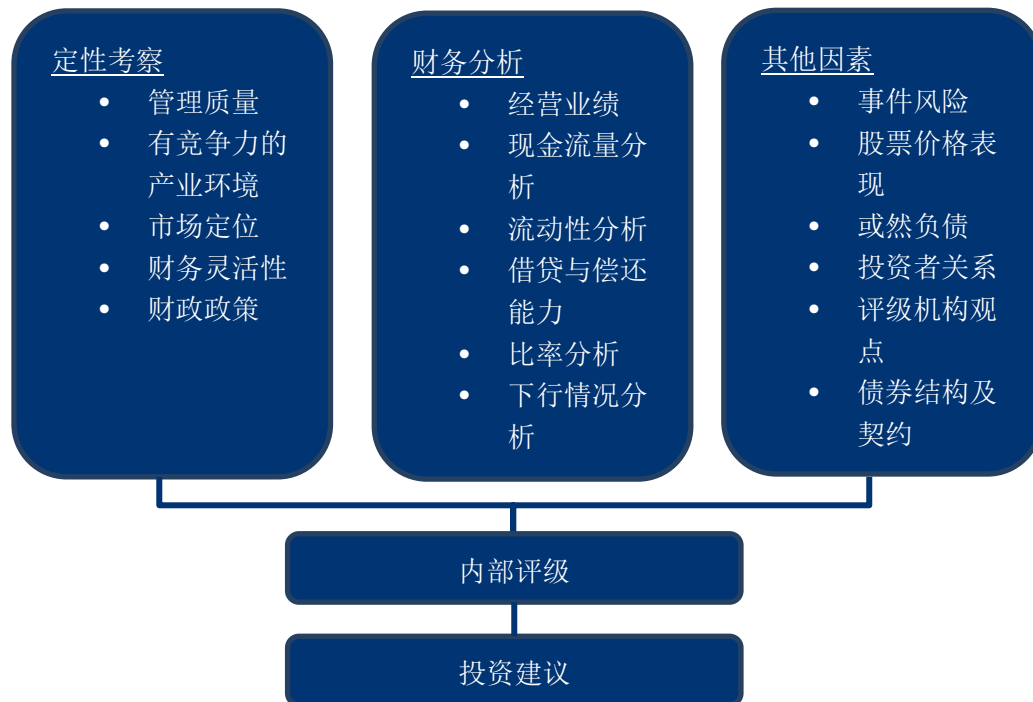 定性考察
• 管理质量
• 有竞争力的
产业环境
• 市场定位
• 财务灵活性
• 财政政策
财务分析
• 经营业绩
• 现金流量分
析
• 流动性分析
• 借贷与偿还
能力
• 比率分析
• 下行情况分
析
其他因素
• 事件风险
• 股票价格表
现
• 或然负债
• 投资者关系
• 评级机构观
点
• 债券结构及
契约
内部评级
投资建议